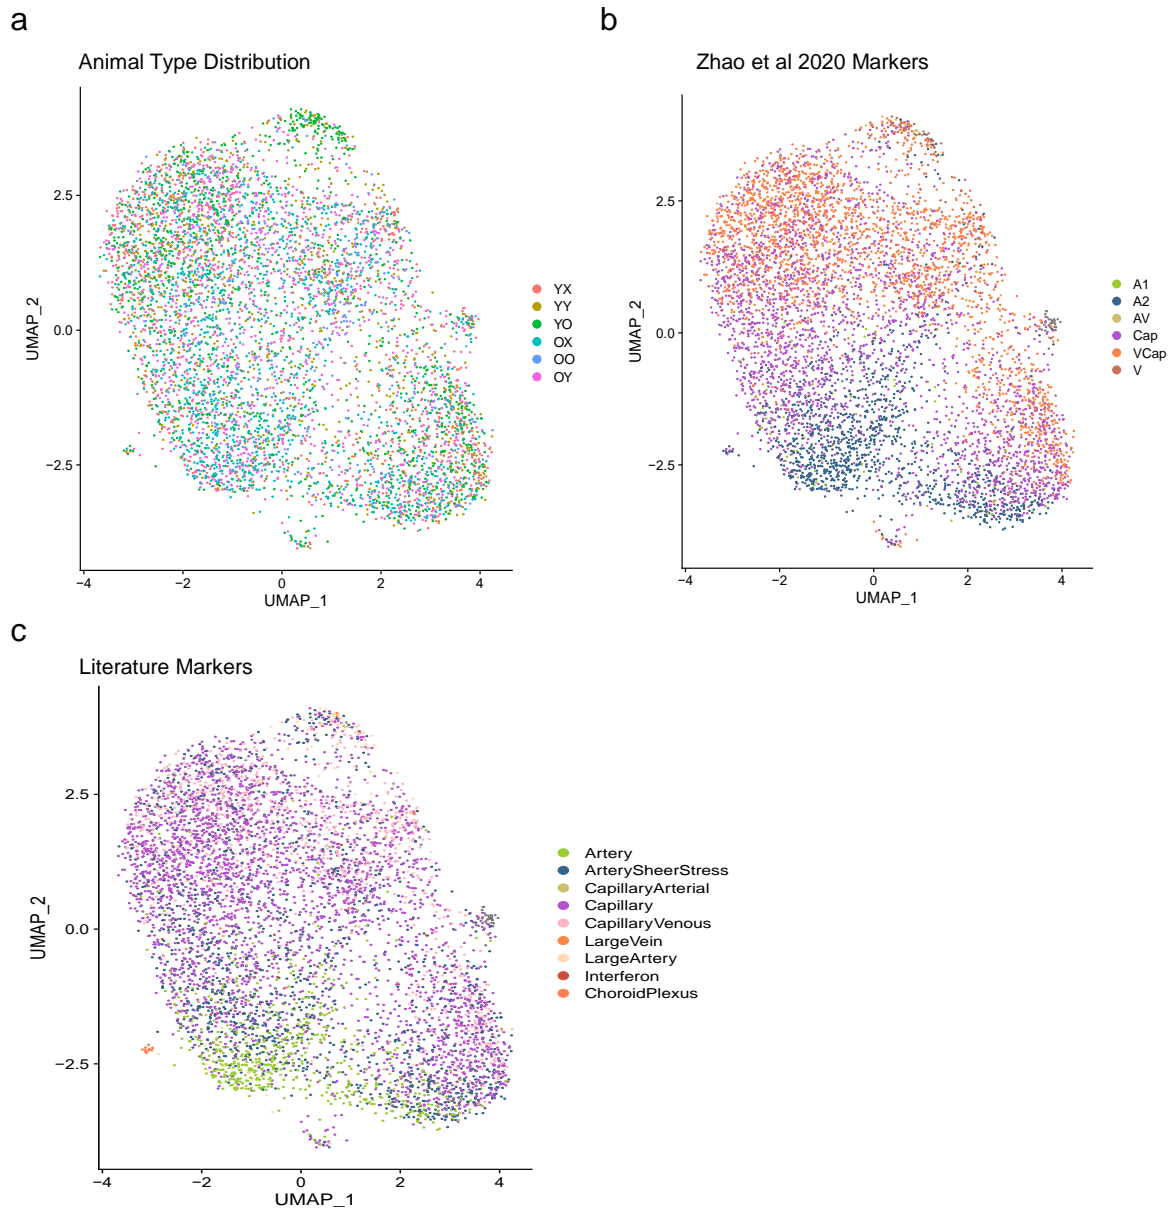 a
Animal Type Distribution
2.5
0.0
−2.5
UMAP_2
−4
−2
0
2
4
UMAP_1
YX
YY
YO
OX
OO
OY
b
Zhao et al 2020 Markers
2.5
0.0
−2.5
UMAP_2
−4
−2
0
2
4
UMAP_1
A1
A2
AV
Cap
VCap
V
c
Literature Markers
2.5
0.0
−2.5
UMAP_2
−4
−2
0
2
4
UMAP_1
Artery
ArterySheerStress
CapillaryArterial
Capillary
CapillaryVenous
LargeVein
LargeArtery
Interferon
ChoroidPlexus